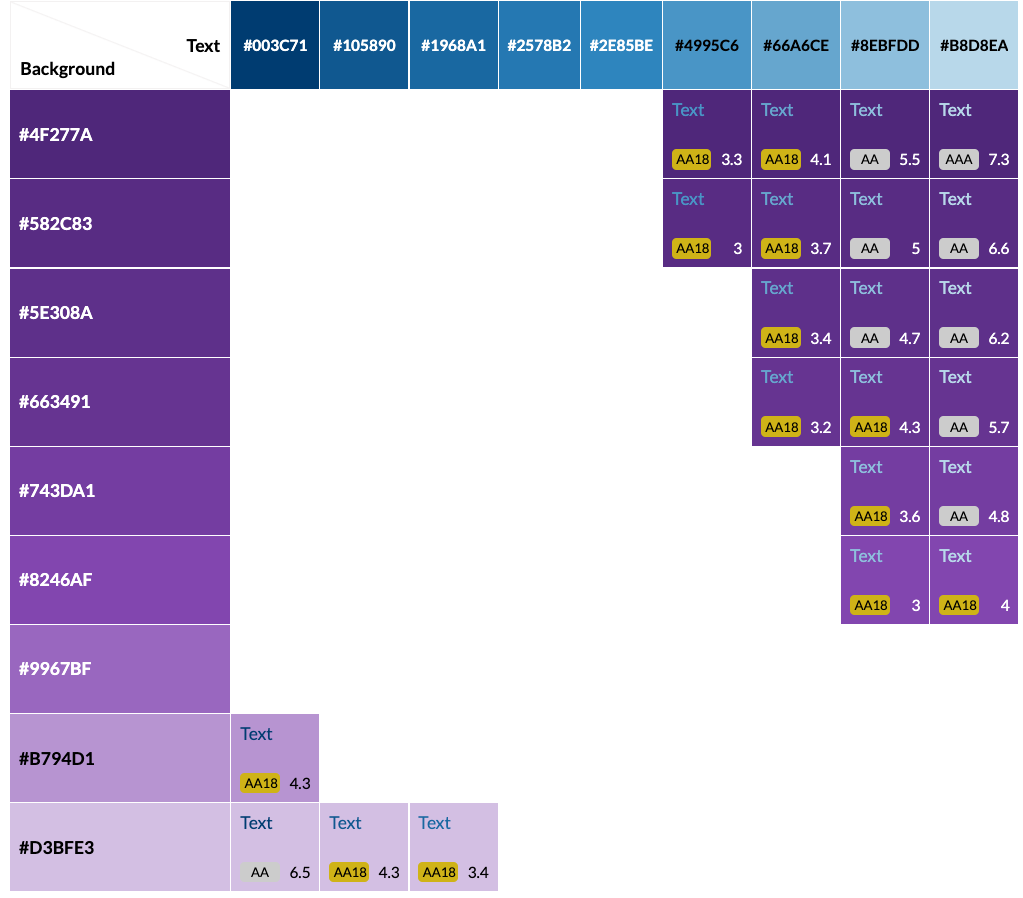 Text
Background
#003C71 #105890 #1968A1 #2578B2 #2E85BE #4995C6 #66A6CE #8EBFDD #B8D8EA
#4F277A
Text Text Text Text
AA18 3.3 AA18 4.1 AA 5.5 AAA 7.3
#582C83
Text Text Text Text
AA18 3 AA18 3.7 AA 5 AA 6.6
#5E308A
Text Text Text
AA18 3.4 AA 4.7 AA 6.2
#663491
Text Text Text
AA18 3.2 AA18 4.3 AA 5.7
#743DA1
Text Text
AA18 3.6 AA 4.8
#8246AF
Text Text
AA18 3 AA18 4
#9967BF
#B794D1
Text
AA18 4.3
#D3BFE3
Text Text Text
AA 6.5 AA18 4.3 AA18 3.4